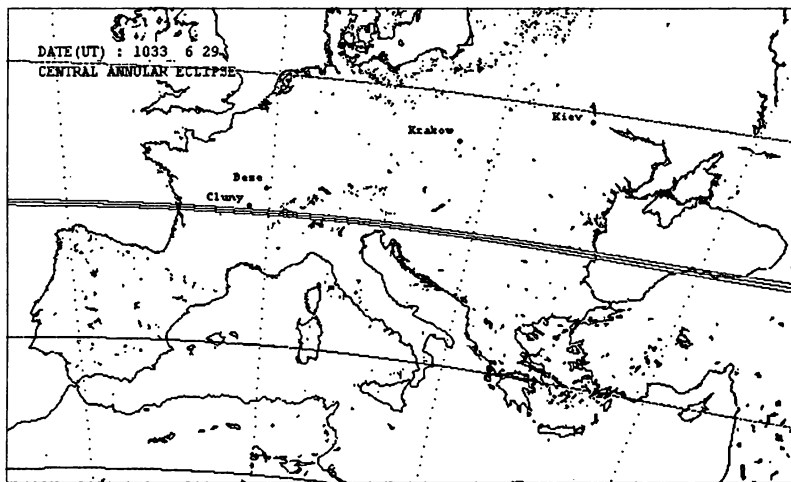 DATE(UT) : 1033 6 29
CENTRAL ANNULAR ECLIPSE
Kiev
Krakow
Beze
Cluny